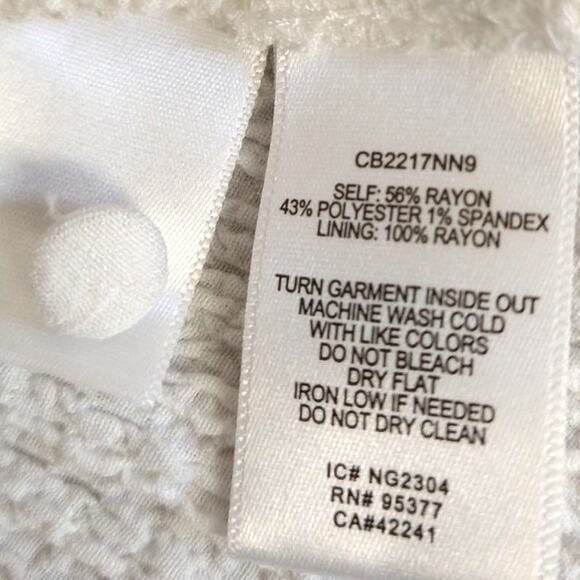 CB2217NN9
SELF: 56% RAYON
43% POLYESTER 1% SPANDEX
LINING: 100% RAYON
TURN GARMENT INSIDE OUT
MACHINE WASH COLD
WITH LIKE COLORS
DO NOT BLEACH
DRY FLAT
IRON LOW IF NEEDED
DO NOT DRY CLEAN
IC# NG2304
RN# 95377
CA#42241